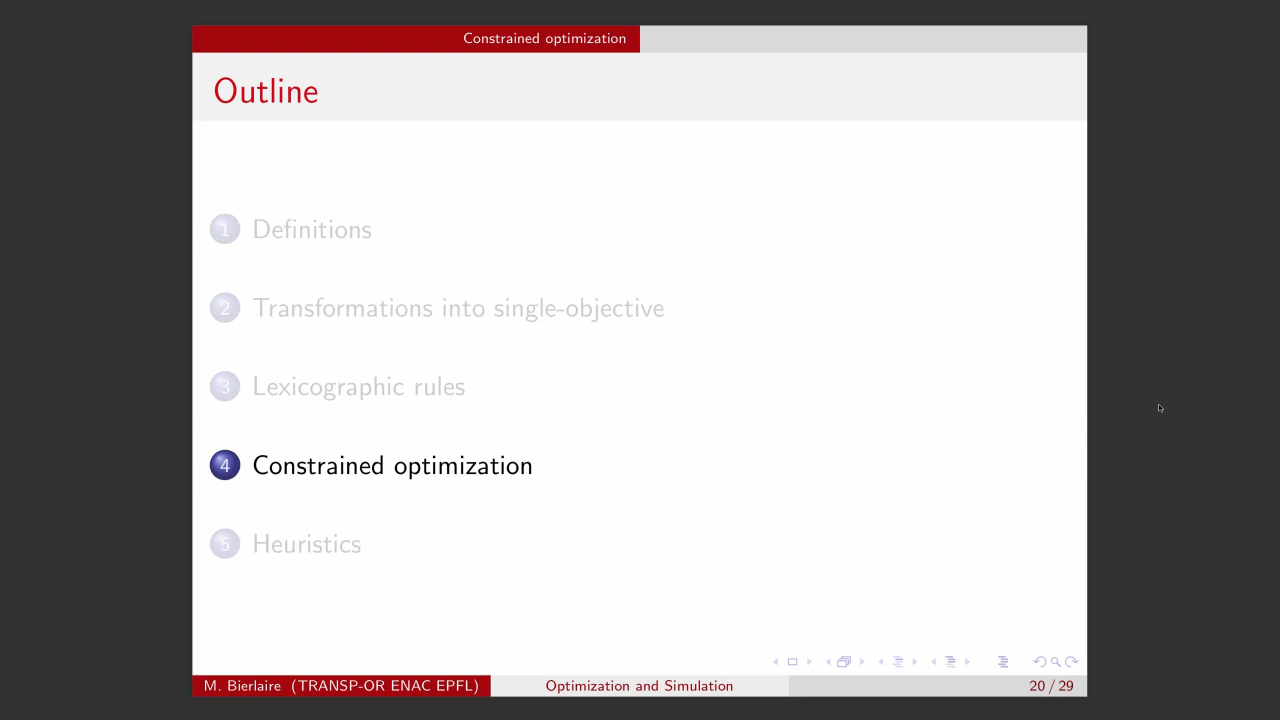 Constrained optimization
Outline
1 Definitions
2 Transformations into single-objective
3 Lexicographic rules
4 Constrained optimization
5 Heuristics
M. Bierlaire (TRANSP-OR ENAC EPFL) Optimization and Simulation 20 / 29